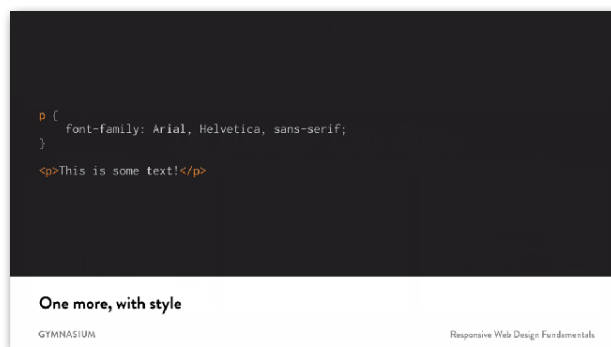 p {
    font-family: Arial, Helvetica, sans-serif;
}
<p>This is some text!</p>
One more, with style
GYMNASIUM
Responsive Web Design Fundamentals